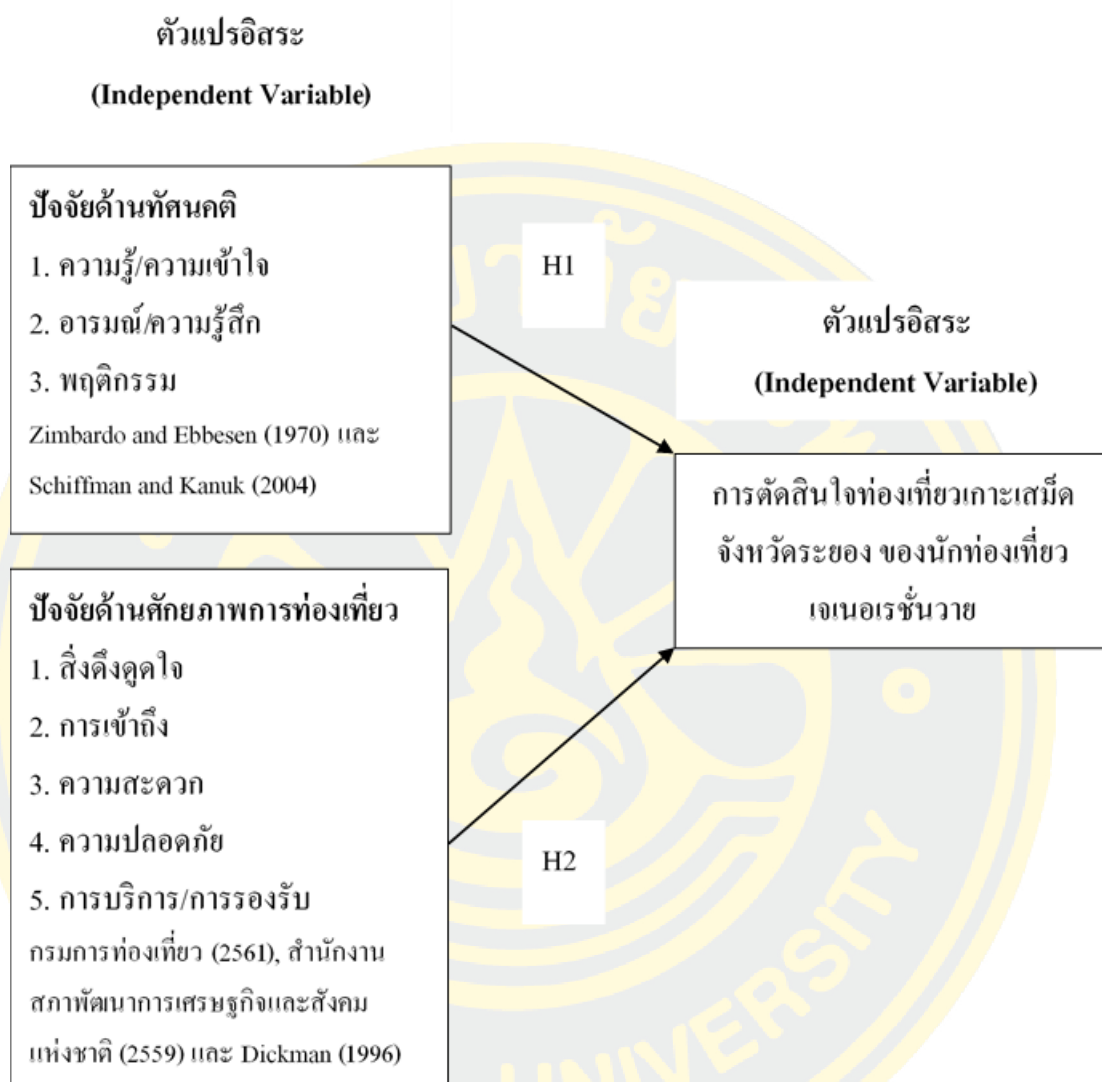 ตัวแปรอิสระ
(Independent Variable)
ปัจจัยด้านทัศนคติ
1. ความรู้/ความเข้าใจ
2. อารมณ์/ความรู้สึก
3. พฤติกรรม
Zimbardo and Ebbesen (1970) และ
Schiffman and Kanuk (2004)
H1
ตัวแปรอิสระ
(Independent Variable)
การตัดสินใจท่องเที่ยวเกาะเสม็ด
จังหวัดระยอง ของนักท่องเที่ยว
เจเนอเรชั่นวาย
ปัจจัยด้านศักยภาพการท่องเที่ยว
1. สิ่งดึงดูดใจ
2. การเข้าถึง
3. ความสะดวก
4. ความปลอดภัย
5. การบริการ/การรองรับ
กรมการท่องเที่ยว (2561), สำนักงาน
สภาพัฒนาการเศรษฐกิจและสังคม
แห่งชาติ (2559) และ Dickman (1996)
H2
UNIVERSITY